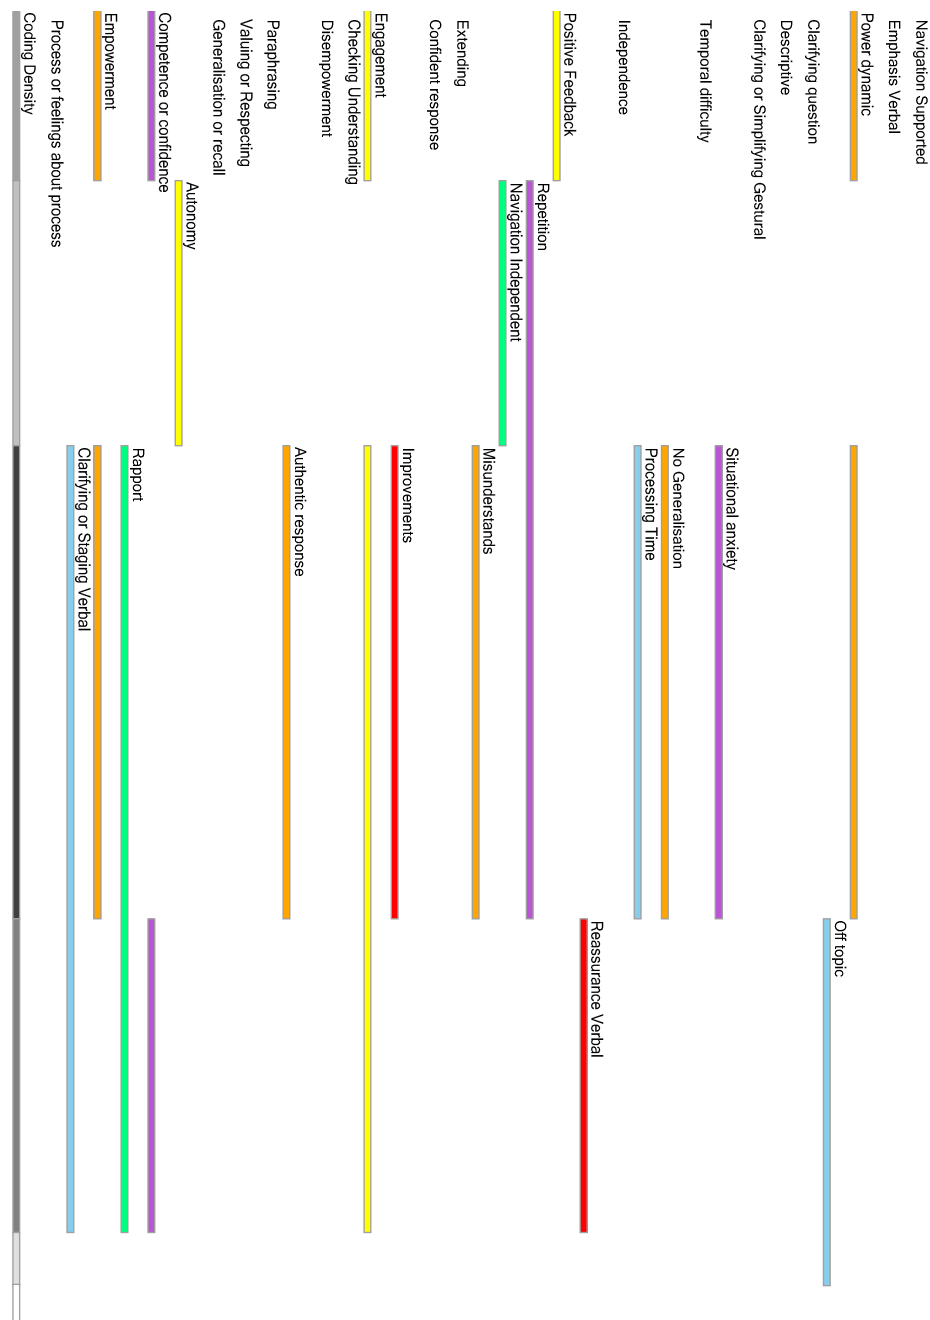 Navigation Supported
Emphasis Verbal
Power dynamic
Off topic
Clarifying question
Descriptive
Clarifying or Simplifying Gestural
Situational anxiety
Temporal difficulty
No Generalisation
Processing Time
Independence
Reassurance Verbal
Positive Feedback
Repetition
Navigation Independent
Misunderstands
Extending
Confident response
Improvements
Engagement
Checking Understanding
Disempowerment
Authentic response
Paraphrasing
Valuing or Respecting
Generalisation or recall
Autonomy
Competence or confidence
Rapport
Empowerment
Clarifying or Staging Verbal
Process or feelings about process
Coding Density